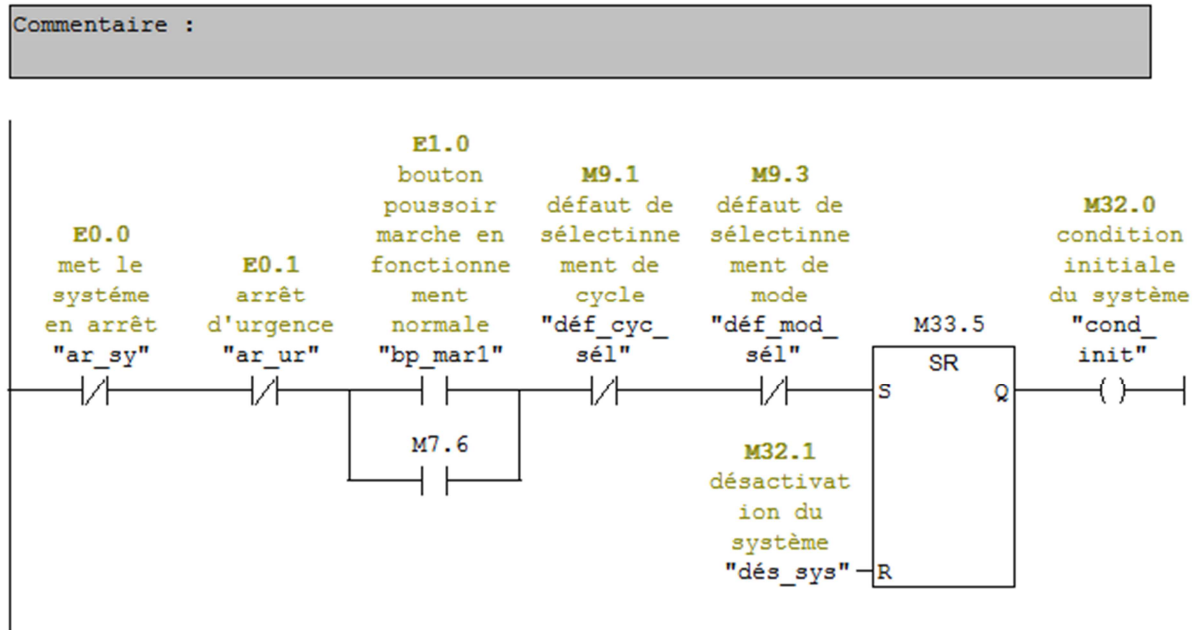 Commentaire :
E0.0
met le
systéme
en arrêt
"ar_sy"
E0.1
arrêt
d'urgence
"ar_ur"
E1.0
bouton
poussoir
marche en
fonctionne
ment
normale
"bp_mar1"
M7.6
M9.1
défaut de
sélectinne
ment de
cycle
"déf_cyc_
sél"
M9.3
défaut de
sélectinne
ment de
mode
"déf_mod_
sél"
M32.1
désactivat
ion du
système
"dés_sys"
M33.5
SR
S
Q
R
M32.0
condition
initiale
du système
"cond_
init"